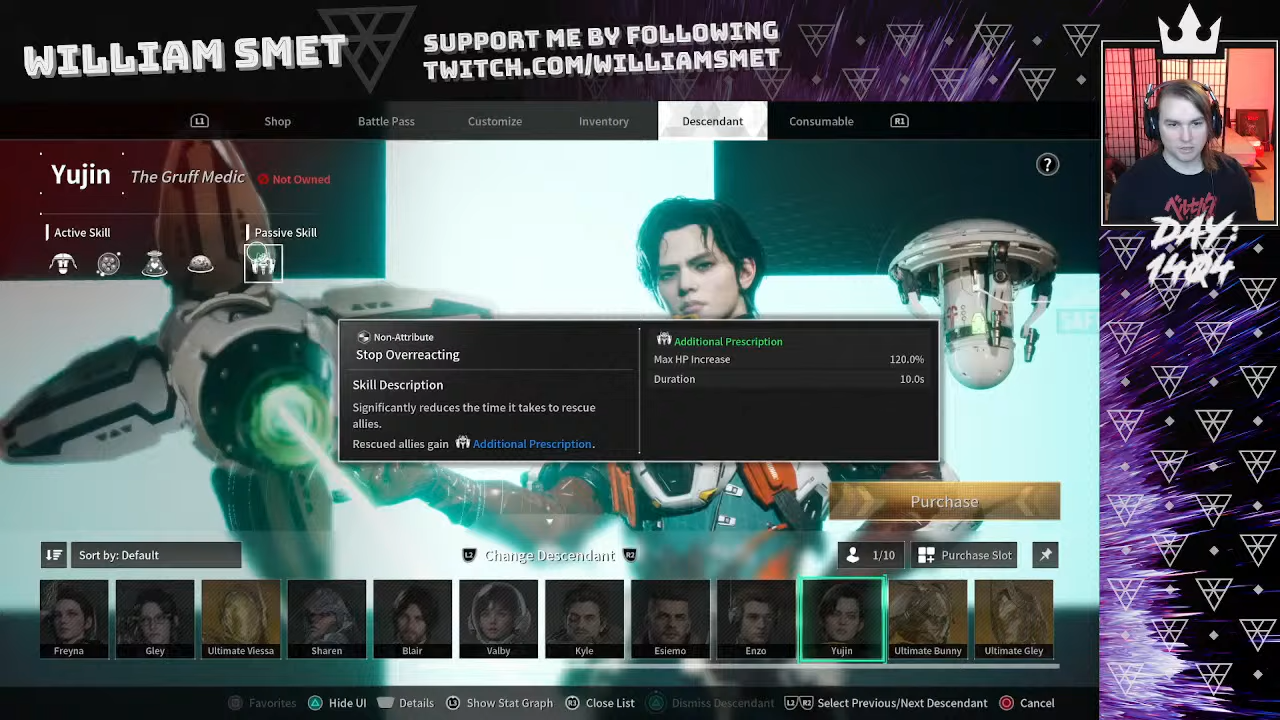 WILLIAM SMET
SUPPORT ME BY FOLLOWING
TWITCH.COM/WILLIAMSMET
L1
Shop
Battle Pass
Customize
Inventory
Descendant
Consumable
R1
Yujin
The Gruff Medic
Not Owned
?
Active Skill
Passive Skill
DAY:
1404
Non-Attribute
Stop Overreacting
Skill Description
Significantly reduces the time it takes to rescue
allies.
Rescued allies gain Additional Prescription.
Additional Prescription
Max HP Increase 120.0%
Duration 10.0s
Purchase
Sort by: Default
L2 Change Descendant R2
1/10
Purchase Slot
Freyna
Gley
Ultimate Viessa
Sharen
Blair
Valby
Kyle
Esiemo
Enzo
Yujin
Ultimate Bunny
Ultimate Gley
Favorites
Hide UI
Details
Show Stat Graph
Close List
Dismiss Descendant
L2/R2 Select Previous/Next Descendant
Cancel